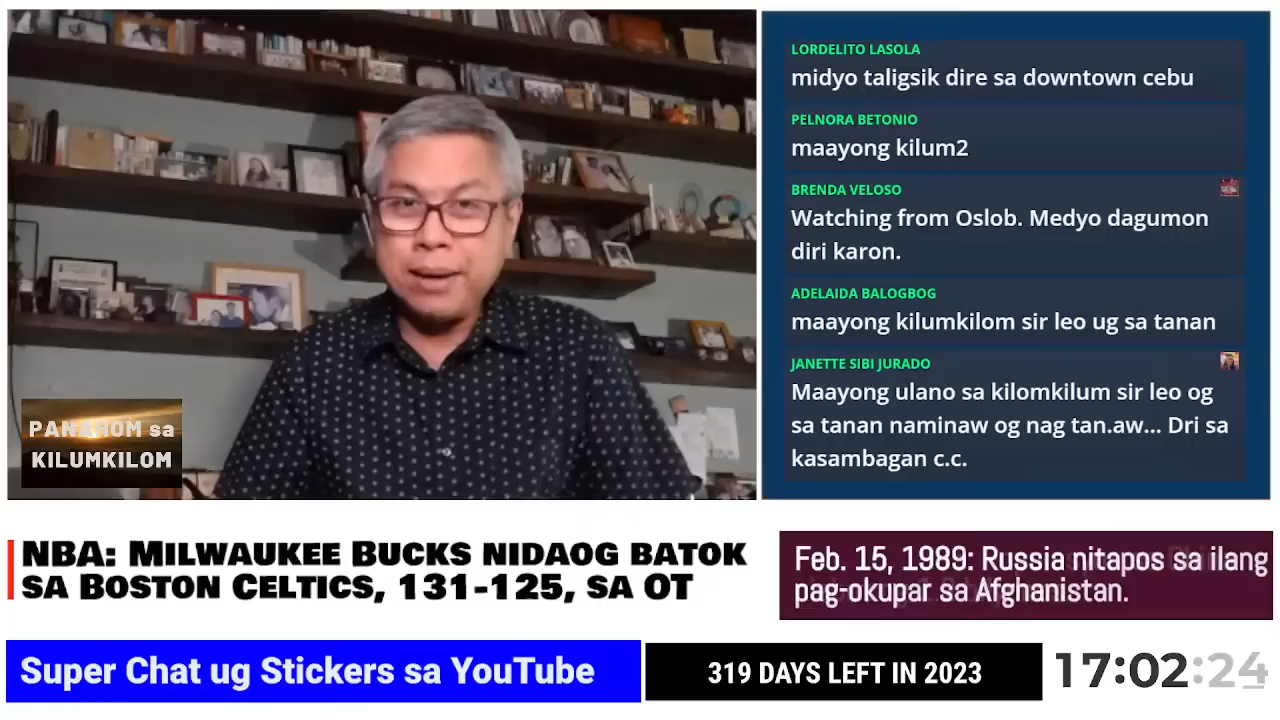 LORDELITO LASOLA
midyo taligsik dire sa downtown cebu
PELNORA BETONIO
maayong kilum2
BRENDA VELOSO
Watching from Oslob. Medyo dagumon
diri karon.
ADELAIDA BALOGBOG
maayong kilumkilom sir leo ug sa tanan
JANETTE SIBI JURADO
Maayong ulano sa kilomkilum sir leo og
sa tanan naminaw og nag tan.aw... Dri sa
kasambagan c.c.
PANAHOM sa
KILUMKILOM
NBA: MILWAUKEE BUCKS NIDAOG BATOK
SA BOSTON CELTICS, 131-125, SA OT
Feb. 15, 1989: Russia nitapos sa ilang
pag-okupar sa Afghanistan.
Super Chat ug Stickers sa YouTube
319 DAYS LEFT IN 2023
17:02:24